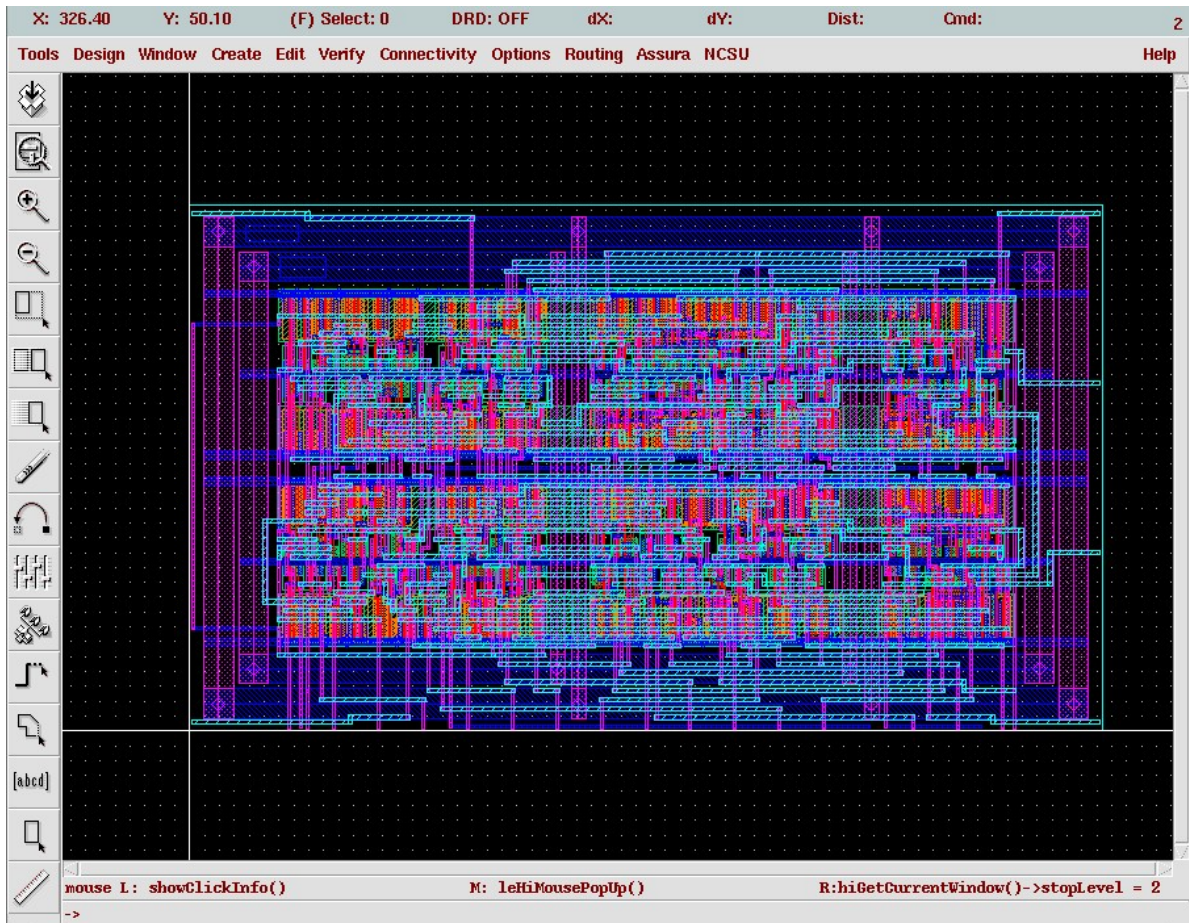 X: 326.40 Y: 50.10 (F) Select: 0 DRD: OFF dX: dY: Dist: Cmd: 2
Tools Design Window Create Edit Verify Connectivity Options Routing Assura NCSU Help
[abcd]
mouse L: showClickInfo() M: leHiMousePopUp() R:hiGetCurrentWindow()->stopLevel = 2
->